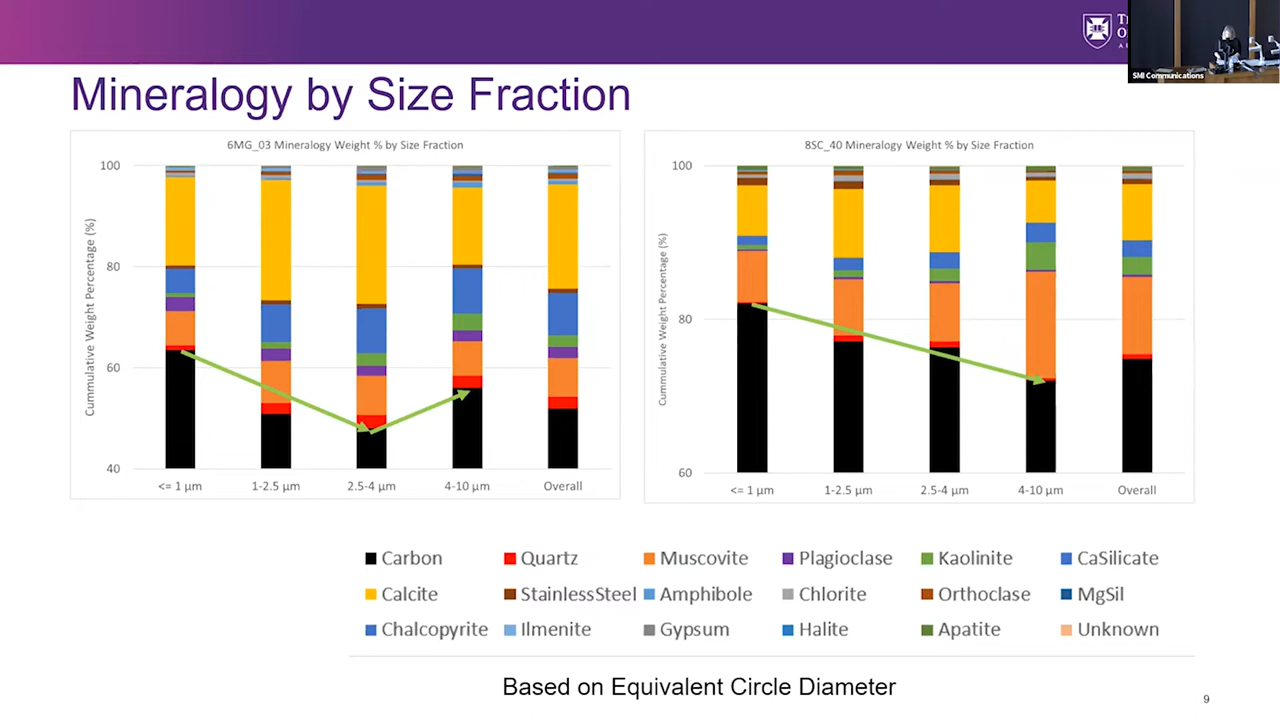 Mineralogy by Size Fraction
SMI Communications
6MG_03 Mineralogy Weight % by Size Fraction
Cummulative Weight Percentage (%)
100
80
60
40
<= 1 µm
1-2.5 µm
2.5-4 µm
4-10 µm
Overall
8SC_40 Mineralogy Weight % by Size Fraction
Cummulative Weight Percentage (%)
100
80
60
<= 1 µm
1-2.5 µm
2.5-4 µm
4-10 µm
Overall
Carbon Quartz Muscovite Plagioclase Kaolinite CaSilicate
Calcite StainlessSteel Amphibole Chlorite Orthoclase MgSil
Chalcopyrite Ilmenite Gypsum Halite Apatite Unknown
Based on Equivalent Circle Diameter
9